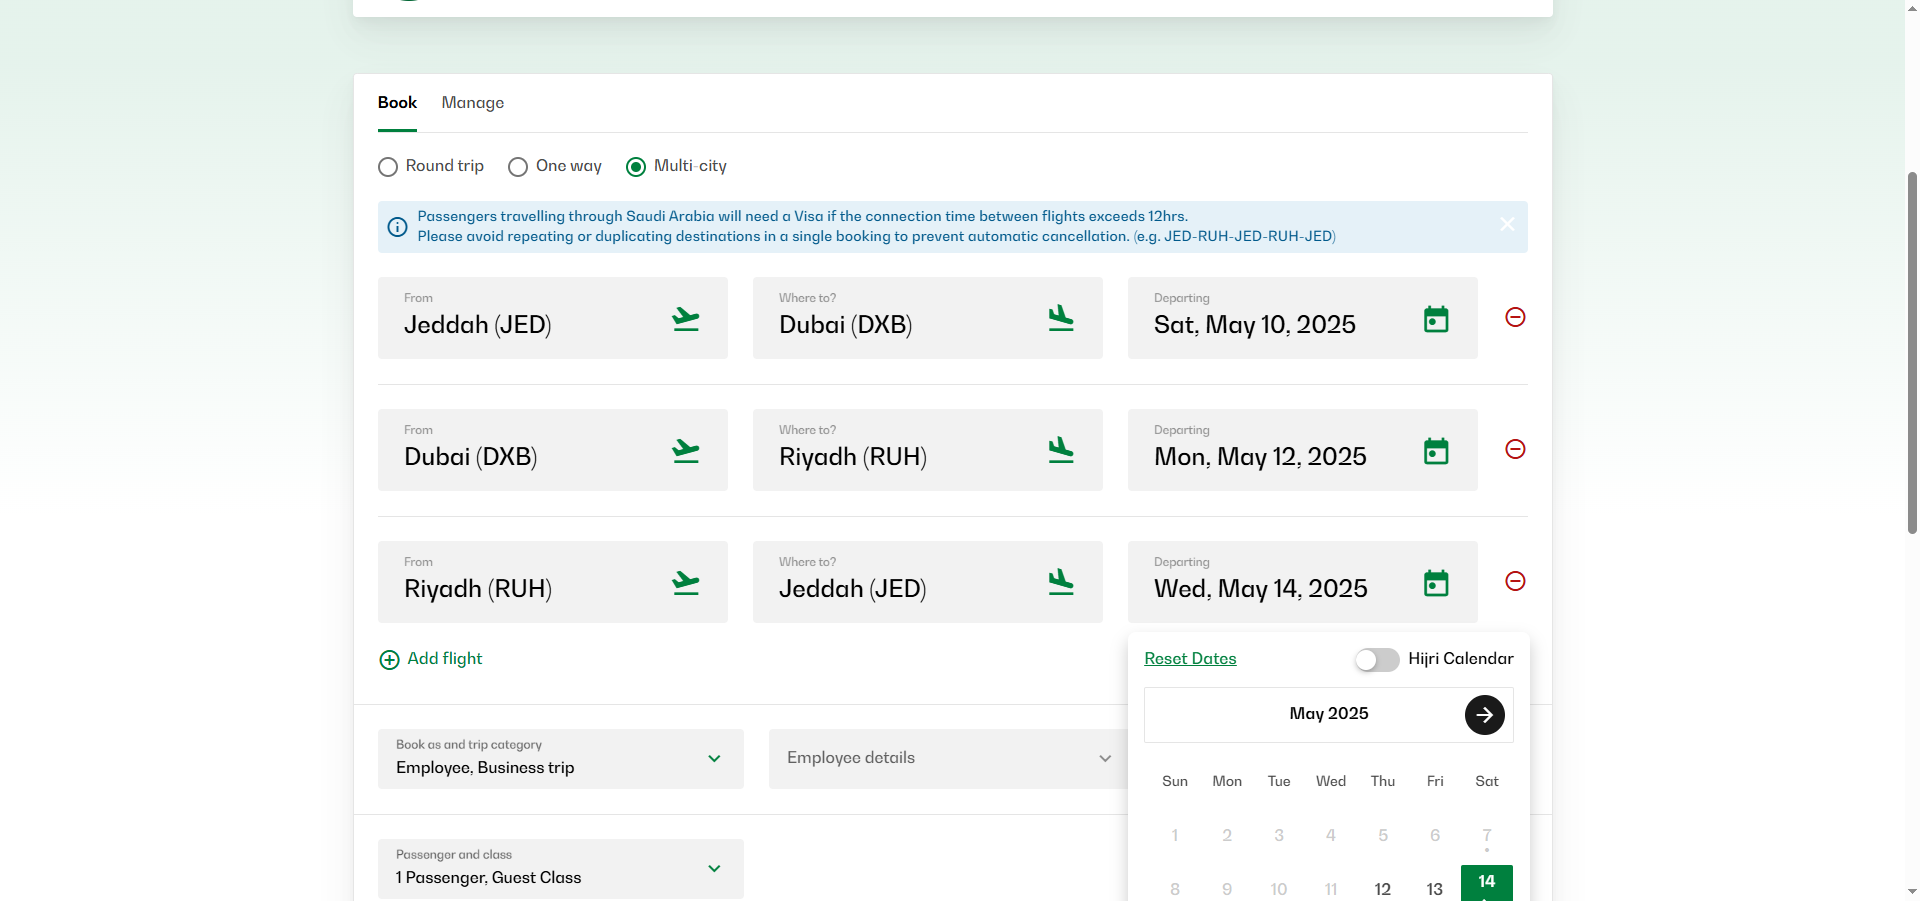 Book Manage
Round trip One way Multi-city
Passengers travelling through Saudi Arabia will need a Visa if the connection time between flights exceeds 12hrs.
Please avoid repeating or duplicating destinations in a single booking to prevent automatic cancellation. (e.g. JED-RUH-JED-RUH-JED)
From
Jeddah (JED)
Where to?
Dubai (DXB)
Departing
Sat, May 10, 2025
From
Dubai (DXB)
Where to?
Riyadh (RUH)
Departing
Mon, May 12, 2025
From
Riyadh (RUH)
Where to?
Jeddah (JED)
Departing
Wed, May 14, 2025
Add flight
Reset Dates Hijri Calendar
May 2025
Sun Mon Tue Wed Thu Fri Sat
1 2 3 4 5 6 7
8 9 10 11 12 13 14
Book as and trip category
Employee, Business trip
Employee details
Passenger and class
1 Passenger, Guest Class